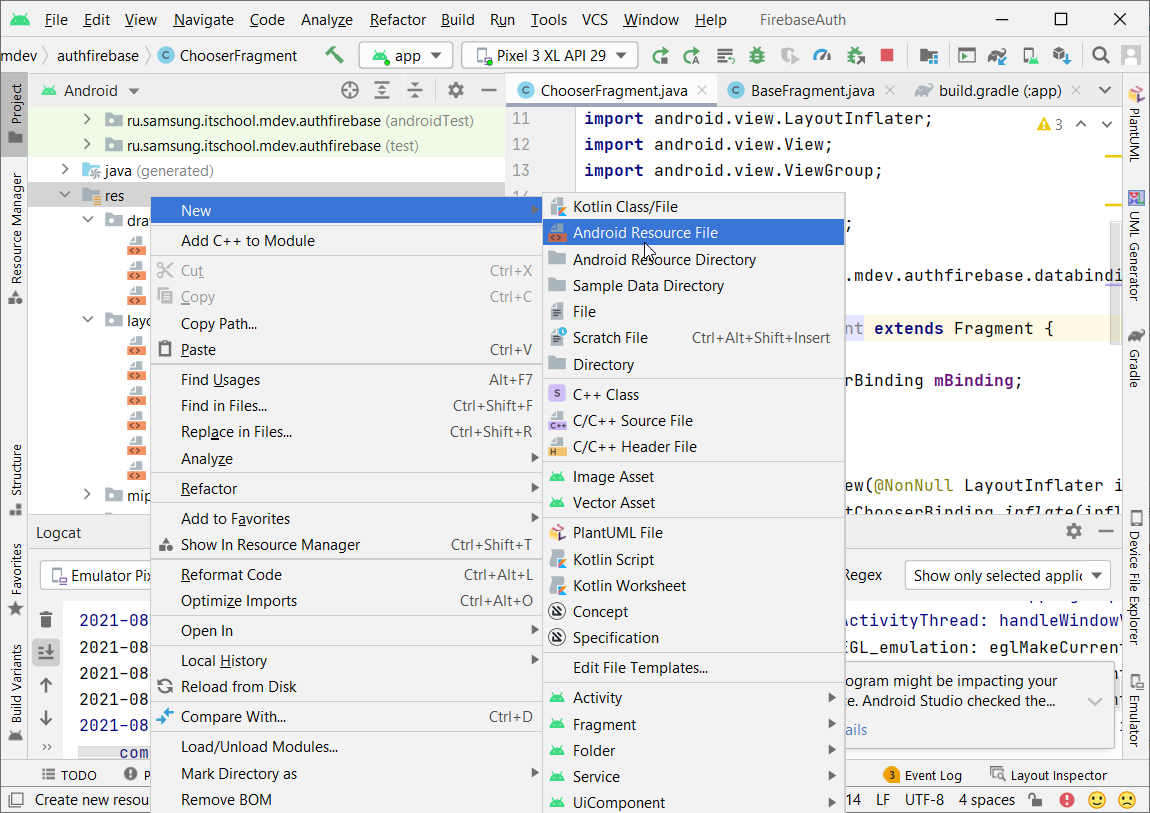 File Edit View Navigate Code Analyze Refactor Build Run Tools VCS Window Help FirebaseAuth
mdev authfirebase ChooserFragment app Pixel 3 XL API 29
Project
Resource Manager
Structure
Favorites
Build Variants
Android
ru.samsung.itschool.mdev.authfirebase (androidTest)
ru.samsung.itschool.mdev.authfirebase (test)
java (generated)
res
dra
layo
mip
ChooserFragment.java BaseFragment.java build.gradle (:app)
11 import android.view.LayoutInflater;
3
12 import android.view.View;
13 import android.view.ViewGroup;
14
;
.mdev.authfirebase.databindi
nt extends Fragment {
rBinding mBinding;
ew(@NonNull LayoutInflater i
tChooserBinding.inflate(infl
New
Add C++ to Module
Cut Ctrl+X
Copy
Ctrl+C
Copy Path...
Paste Ctrl+V
Find Usages Alt+F7
Find in Files... Ctrl+Shift+F
Replace in Files... Ctrl+Shift+R
Analyze
Refactor
Add to Favorites
Show In Resource Manager Ctrl+Shift+T
Reformat Code Ctrl+Alt+L
Optimize Imports Ctrl+Alt+O
Open In
Local History
Reload from Disk
Compare With... Ctrl+D
Load/Unload Modules...
Mark Directory as
Remove BOM
Kotlin Class/File
Android Resource File
Android Resource Directory
Sample Data Directory
File
Scratch File Ctrl+Alt+Shift+Insert
Directory
C++ Class
C/C++ Source File
C/C++ Header File
Image Asset
Vector Asset
PlantUML File
Kotlin Script
Kotlin Worksheet
Concept
Specification
Edit File Templates...
Activity
Fragment
Folder
Service
UiComponent
PlantUML
UML Generator
Gradle
Device File Explorer
Emulator
Logcat
Emulator Pix
Regex Show only selected applic
2021-08
2021-08
2021-08
2021-08
2021-08
com
ActivityThread: handleWindowV
EGL_emulation: eglMakeCurrent
ogram might be impacting your
e. Android Studio checked the...
ails
TODO P
3 Event Log Layout Inspector
Create new resou
14 LF UTF-8 4 spaces